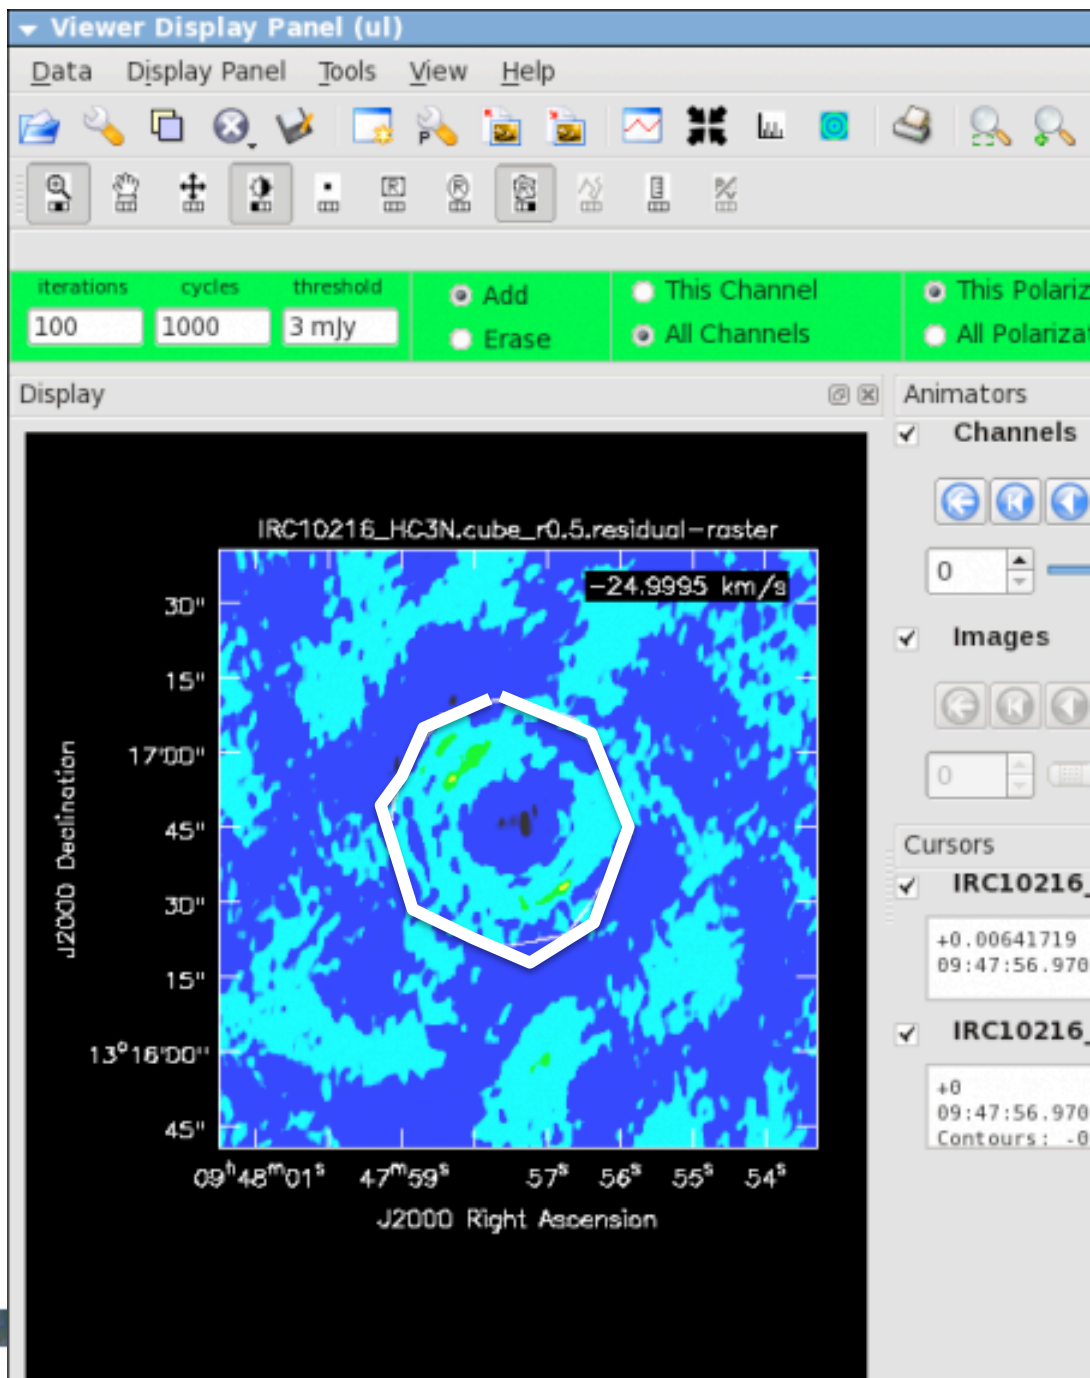 Viewer Display Panel (ul)
Data Display Panel Tools View Help
iterations cycles threshold
100 1000 3 mJy
Add
Erase
This Channel
All Channels
This Polariz
All Polariza
Display
Animators
Channels
0
Images
0
Cursors
IRC10216_
+0.00641719
09:47:56.970
IRC10216_
+0
09:47:56.970
Contours: -0
IRC10216_HC3N.cube_r0.5.residual-raster
-24.9995 km/s
30"
15"
17'00"
45"
30"
15"
13°16'00"
45"
J2000 Declination
09ʰ48ᵐ01ˢ 47ᵐ59ˢ 57ˢ 56ˢ 55ˢ 54ˢ
J2000 Right Ascension